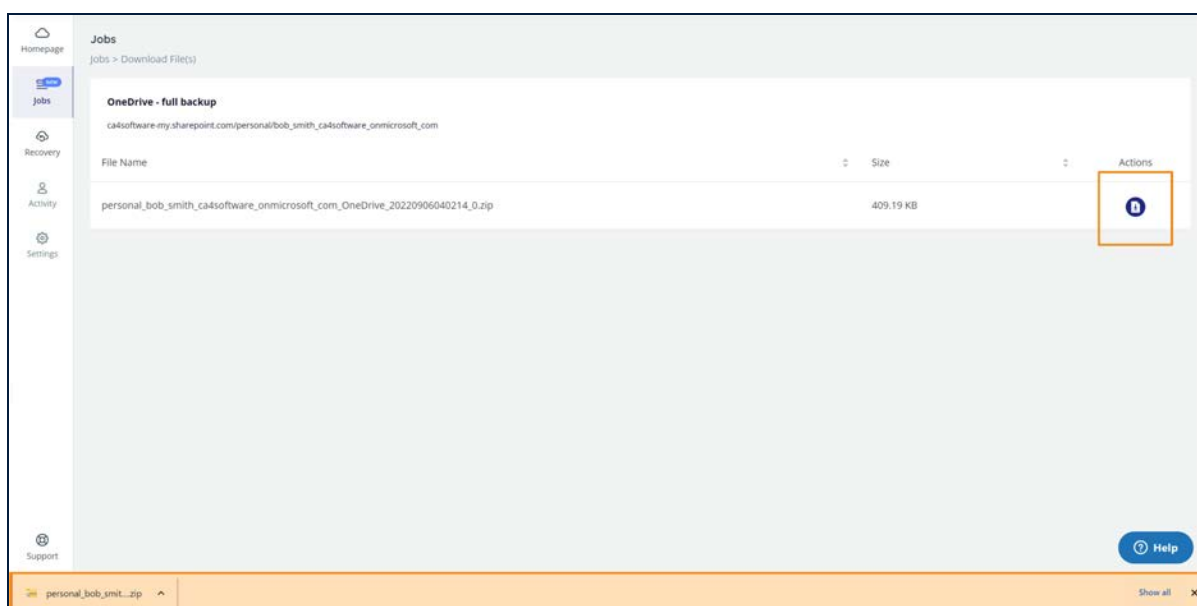 Homepage
NEW
Jobs
Recovery
Activity
Settings
Support
Jobs
Jobs > Download File(s)
OneDrive - full backup
ca4software-my.sharepoint.com/personal/bob_smith_ca4software_onmicrosoft_com
File Name Size Actions
personal_bob_smith_ca4software_onmicrosoft_com_OneDrive_20220906040214_0.zip 409.19 KB
Help
personal_bob_smit...zip Show all